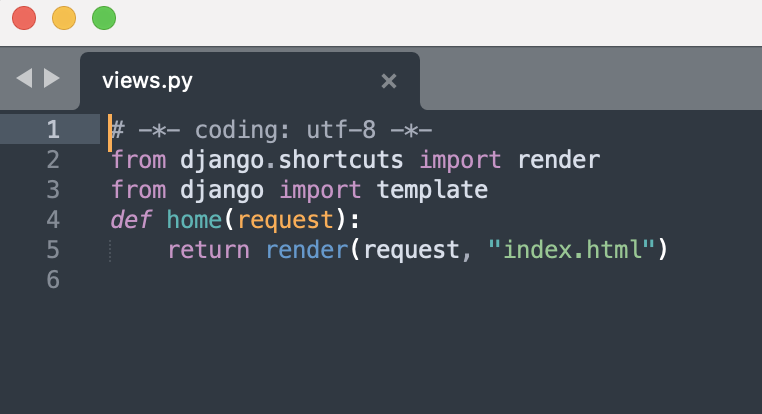 views.py
1 # -*- coding: utf-8 -*-
2 from django.shortcuts import render
3 from django import template
4 def home(request):
5     return render(request, "index.html")
6